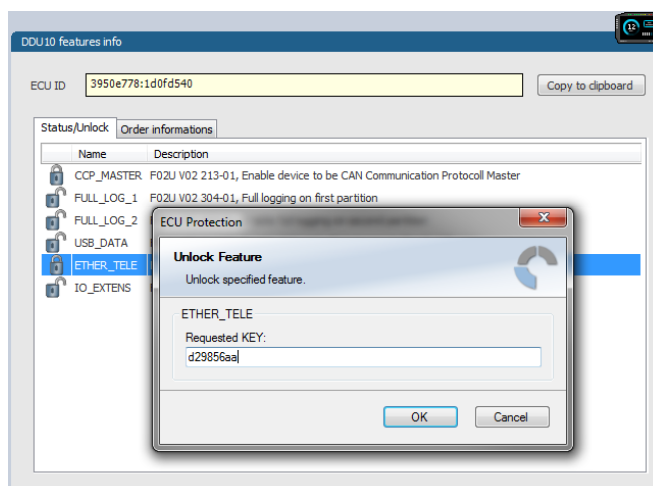 DDU10 features info
12
ECU ID 3950e778:1d0fd540 Copy to clipboard
Status/Unlock Order informations
Name Description
CCP_MASTER F02U V02 213-01, Enable device to be CAN Communication Protocoll Master
FULL_LOG_1 F02U V02 304-01, Full logging on first partition
FULL_LOG_2
USB_DATA
ETHER_TELE
IO_EXTENS
ECU Protection
Unlock Feature
Unlock specified feature.
ETHER_TELE
Requested KEY:
d29856aa
OK Cancel